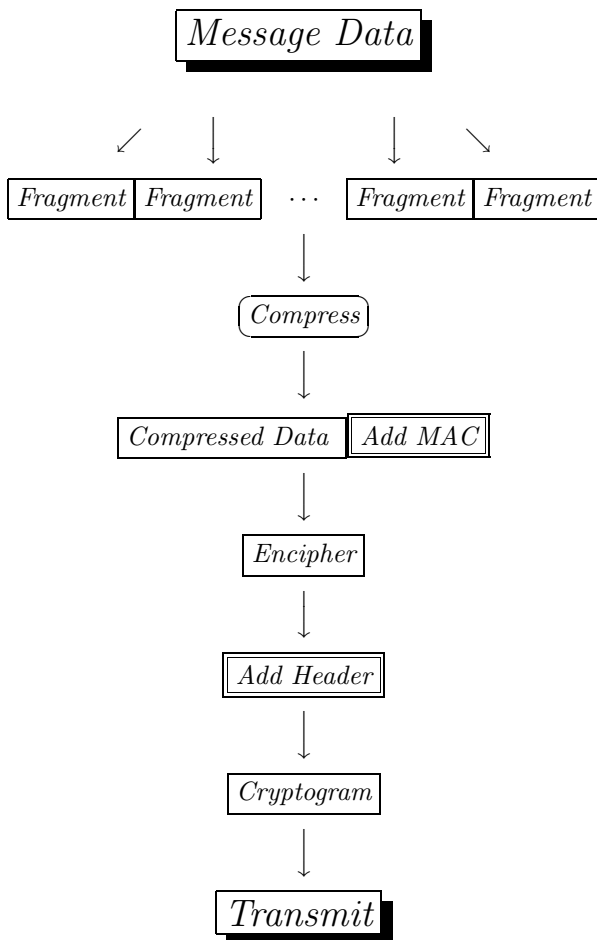 Message Data
Fragment Fragment ... Fragment Fragment
Compress
Compressed Data Add MAC
Encipher
Add Header
Cryptogram
Transmit